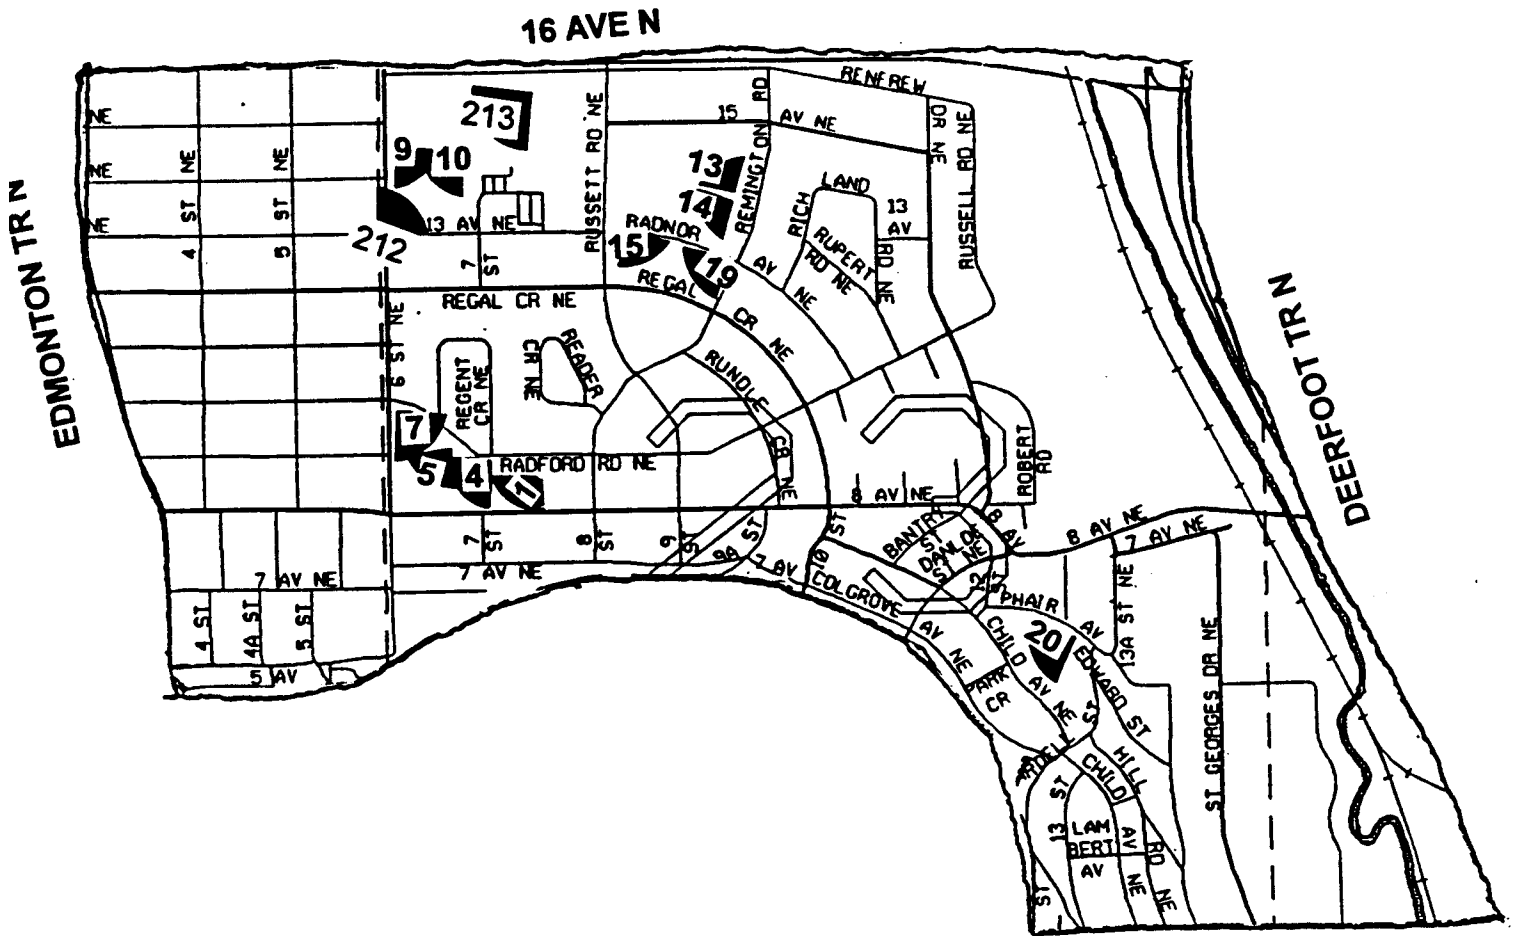 16 AVE N
RENFREW
DR NE
RUSSELL RD NE
NE
15 AV NE
213
RUSSETT RD NE
REMINGTON RD
NE
4 ST NE
5 ST NE
9
10
13
14
LAND
RICH
RUPERT
RD NE
13
AV
RD NE
NE
13 AV NE
212
7 ST
RADNOR
15
19
AV NE
REGAL CR NE
REGAL CR NE
EDMONTON TR N
DEERFOOT TR N
6 ST NE
REGENT
CR NE
READER
CR NE
RUNDLE
CR NE
7
5
4
1
RADFORD RD NE
ROBERT
RD
8 AV NE
7 ST
8 ST
9 ST
9A ST
10 ST
BANTRY
ST
DANLOE
ST NE
8 AV
8 AV NE
7 AV NE
7 AV NE
7 AV NE
7 AV
COLGROVE
AV NE
12
PHAIR
AV
13A ST NE
4 ST
4A ST
5 ST
5 AV
CHILD
AV NE
20
EDWARD ST
PARK
CR
ST
ST GEORGES DR NE
CHILD
HILL
ST
13
LAM
BERT
AV
AV
NE
RD
NE
ST